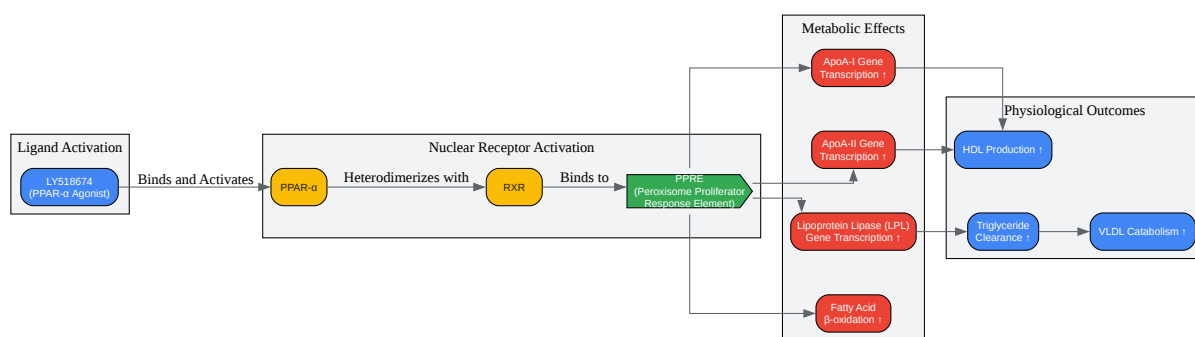 Metabolic Effects
ApoA-I Gene
Transcription ↑
Physiological Outcomes
Ligand Activation
Nuclear Receptor Activation
ApoA-II Gene
Transcription ↑
HDL Production ↑
LY518674
(PPAR-α Agonist)
Binds and Activates
PPAR-α
Heterodimerizes with
RXR
Binds to
PPRE
(Peroxisome Proliferator
Response Element)
Lipoprotein Lipase (LPL)
Gene Transcription ↑
Triglyceride
Clearance ↑
VLDL Catabolism ↑
Fatty Acid
β-oxidation ↑